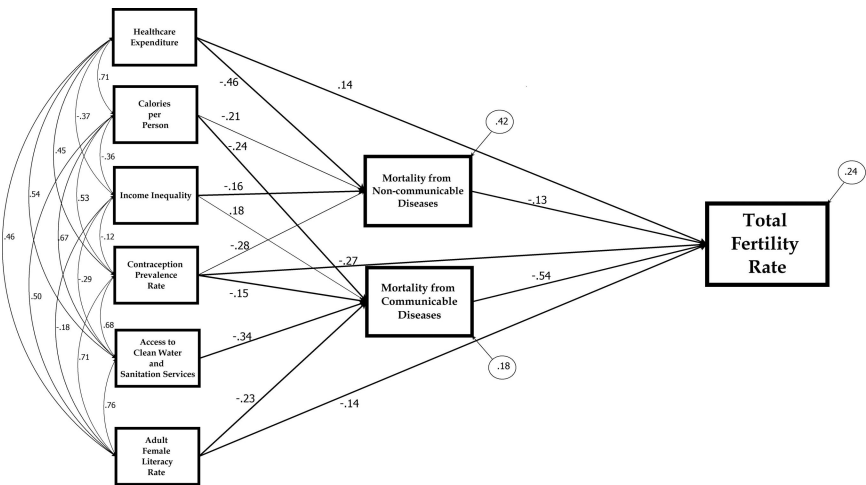 Healthcare
Expenditure
.71
-.46
.14
Calories
per
Person
-.37
-.21
-.24
.42
.45
-.36
Mortality from
Non-communicable
Diseases
.24
Income Inequality
-.16
.54
.53
.18
-.13
Total
Fertility
Rate
.46
.67
-.12
-.28
Contraception
Prevalence
Rate
-.27
-.29
-.15
Mortality from
Communicable
Diseases
-.54
.50
-.18
.68
Access to
Clean Water
and
Sanitation Services
-.34
.71
.18
.76
-.23
-.14
Adult
Female
Literacy
Rate